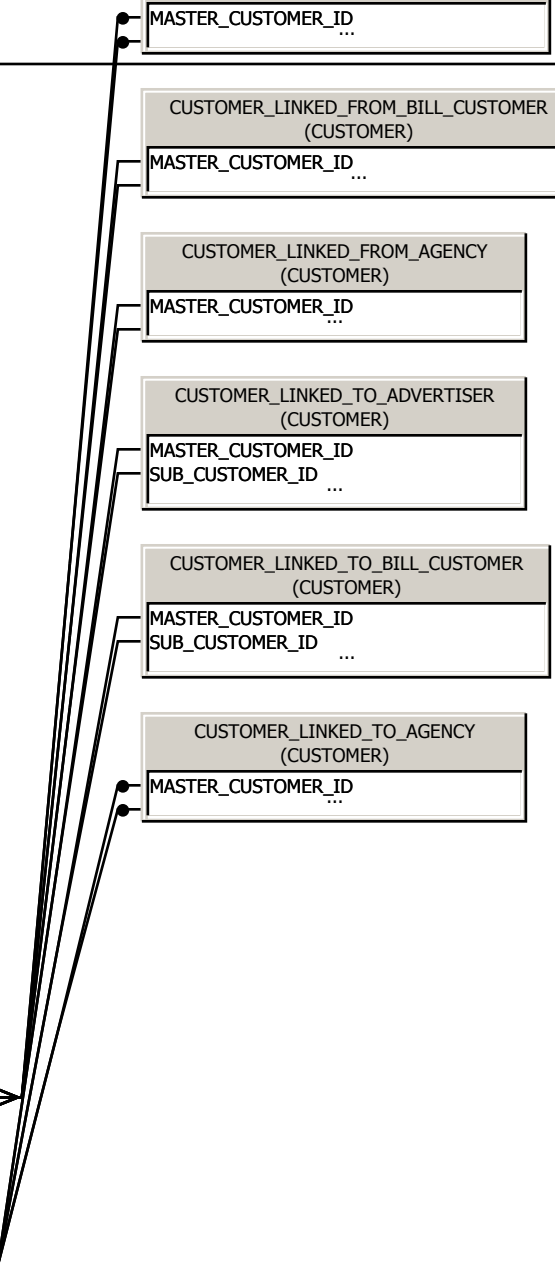 MASTER_CUSTOMER_ID
...
CUSTOMER_LINKED_FROM_BILL_CUSTOMER
(CUSTOMER)
MASTER_CUSTOMER_ID
...
CUSTOMER_LINKED_FROM_AGENCY
(CUSTOMER)
MASTER_CUSTOMER_ID
...
CUSTOMER_LINKED_TO_ADVERTISER
(CUSTOMER)
MASTER_CUSTOMER_ID
SUB_CUSTOMER_ID
...
CUSTOMER_LINKED_TO_BILL_CUSTOMER
(CUSTOMER)
MASTER_CUSTOMER_ID
SUB_CUSTOMER_ID
...
CUSTOMER_LINKED_TO_AGENCY
(CUSTOMER)
MASTER_CUSTOMER_ID
...